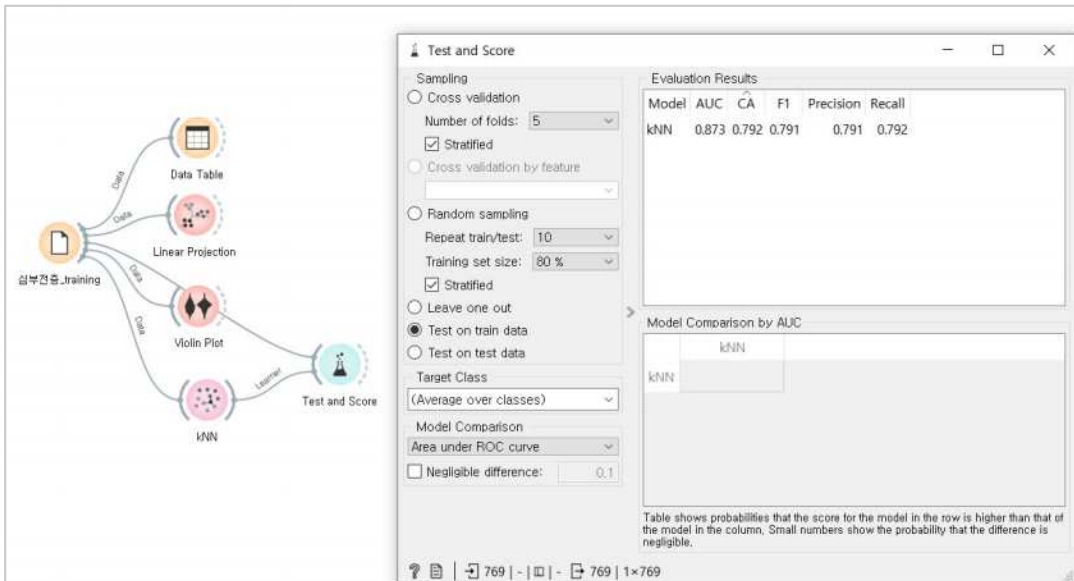 Data Table
Linear Projection
심부전증_training
Violin Plot
kNN
Test and Score
Data
Data
Data
Data
Learner
Test and Score
Sampling
Cross validation
Number of folds: 5
Stratified
Cross validation by feature
Random sampling
Repeat train/test: 10
Training set size: 80 %
Stratified
Leave one out
Test on train data
Test on test data
Target Class
(Average over classes)
Model Comparison
Area under ROC curve
Negligible difference: 0.1
Evaluation Results
Model AUC CA F1 Precision Recall
kNN 0.873 0.792 0.791 0.791 0.792
Model Comparison by AUC
kNN
kNN
Table shows probabilities that the score for the model in the row is higher than that of
the model in the column. Small numbers show the probability that the difference is
negligible.
? 769 | - | - 769 | 1×769